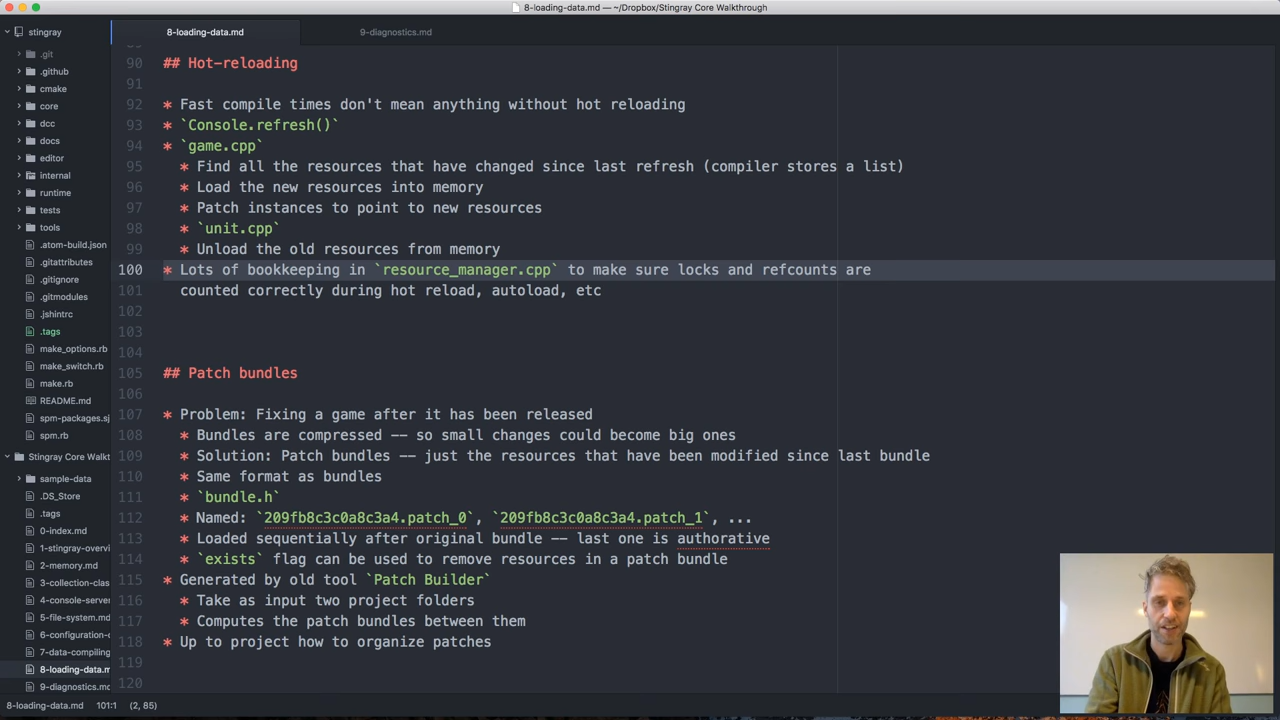 8-loading-data.md — ~/Dropbox/Stingray Core Walkthrough
stingray
8-loading-data.md
9-diagnostics.md
.git
.github
cmake
core
dcc
docs
editor
internal
runtime
tests
tools
.atom-build.json
.gitattributes
.gitignore
.gitmodules
.jshintrc
.tags
make_options.rb
make_switch.rb
make.rb
README.md
spm-packages.sj
spm.rb
Stingray Core Walkt
sample-data
.DS_Store
.tags
0-index.md
1-stingray-overvi
2-memory.md
3-collection-clas
4-console-server
5-file-system.md
6-configuration-c
7-data-compiling
8-loading-data.m
9-diagnostics.md
90 ## Hot-reloading
91
92 * Fast compile times don't mean anything without hot reloading
93 * `Console.refresh()`
94 * `game.cpp`
95 * Find all the resources that have changed since last refresh (compiler stores a list)
96 * Load the new resources into memory
97 * Patch instances to point to new resources
98 * `unit.cpp`
99 * Unload the old resources from memory
100 * Lots of bookkeeping in `resource_manager.cpp` to make sure locks and refcounts are
101 counted correctly during hot reload, autoload, etc
102
103
104
105 ## Patch bundles
106
107 * Problem: Fixing a game after it has been released
108 * Bundles are compressed -- so small changes could become big ones
109 * Solution: Patch bundles -- just the resources that have been modified since last bundle
110 * Same format as bundles
111 * `bundle.h`
112 * Named: `209fb8c3c0a8c3a4.patch_0`, `209fb8c3c0a8c3a4.patch_1`, ...
113 * Loaded sequentially after original bundle -- last one is authorative
114 * `exists` flag can be used to remove resources in a patch bundle
115 * Generated by old tool `Patch Builder`
116 * Take as input two project folders
117 * Computes the patch bundles between them
118 * Up to project how to organize patches
119
120
8-loading-data.md 101:1 (2, 85)